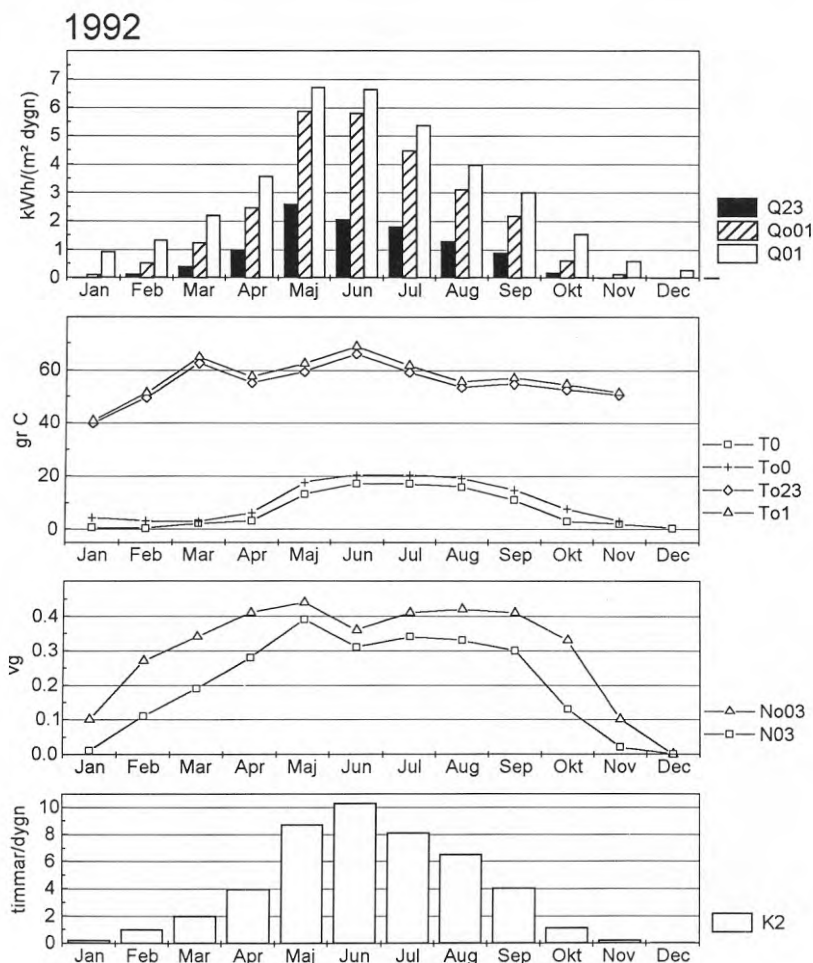 1992
kWh/(m² dygn)
7
6
5
4
3
2
1
0
Jan Feb Mar Apr Maj Jun Jul Aug Sep Okt Nov Dec
Q23
Qo01
Q01
gr C
60
40
20
0
Jan Feb Mar Apr Maj Jun Jul Aug Sep Okt Nov Dec
T0
To0
To23
To1
vg
0.4
0.3
0.2
0.1
0.0
Jan Feb Mar Apr Maj Jun Jul Aug Sep Okt Nov Dec
No03
N03
timmar/dygn
10
8
6
4
2
0
Jan Feb Mar Apr Maj Jun Jul Aug Sep Okt Nov Dec
K2